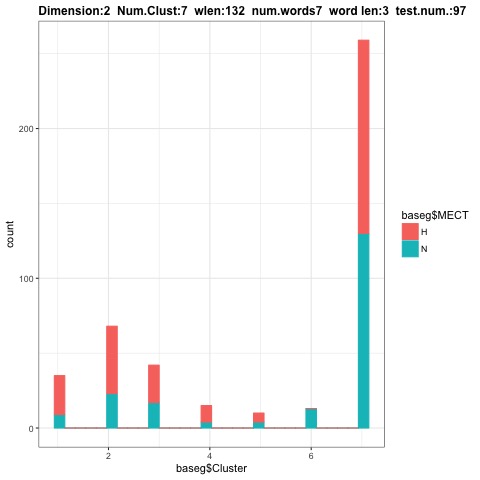 Dimension:2  Num.Clust:7  wlen:132  num.words7  word len:3  test.num.:97
200
100
0
count
2
4
6
baseg$Cluster
baseg$MECT
H
N